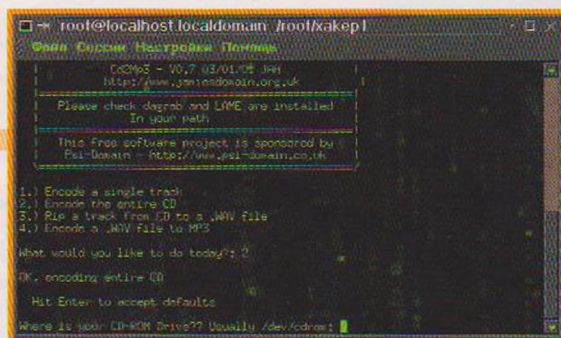 root@localhost.localdomain /root/xakep1
Файл Сессии Настройки Помощь
Cd2Mp3 - V0.7 03/01/01 JAH
http://www.jamiesdomain.org.uk
Please check dagrab and LAME are installed
In your path
This free software project is sponsored by
Psi-Domain - http://www.psi-domain.co.uk
1.) Encode a single track
2.) Encode the entire CD
3.) Rip a track from CD to a .WAV file
4.) Encode a .WAV file to MP3
What would you like to do today?: 2
OK, encoding entire CD
Hit Enter to accept defaults
Where is your CD-ROM Drive?? Usually /dev/cdrom: